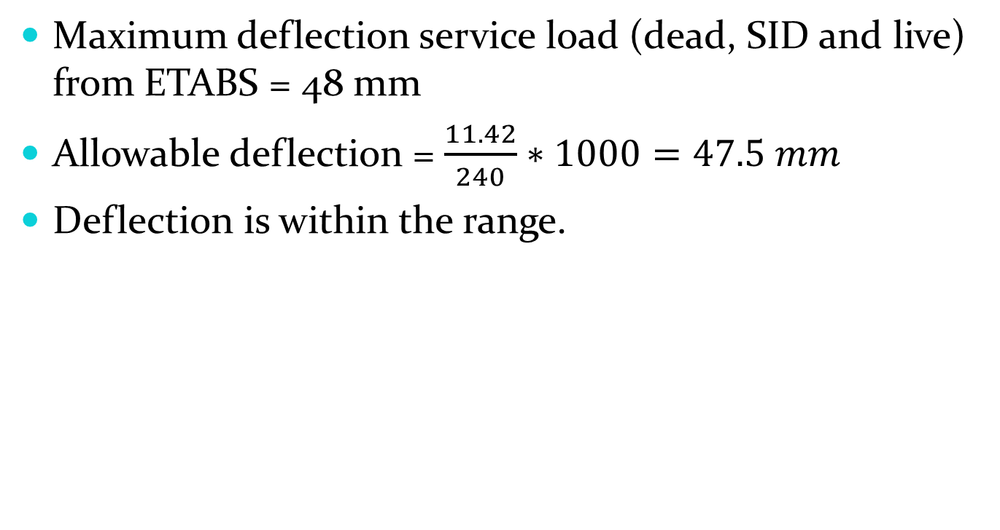 • Maximum deflection service load (dead, SID and live)
from ETABS = 48 mm
• Allowable deflection = 11.42/240 * 1000 = 47.5 mm
• Deflection is within the range.